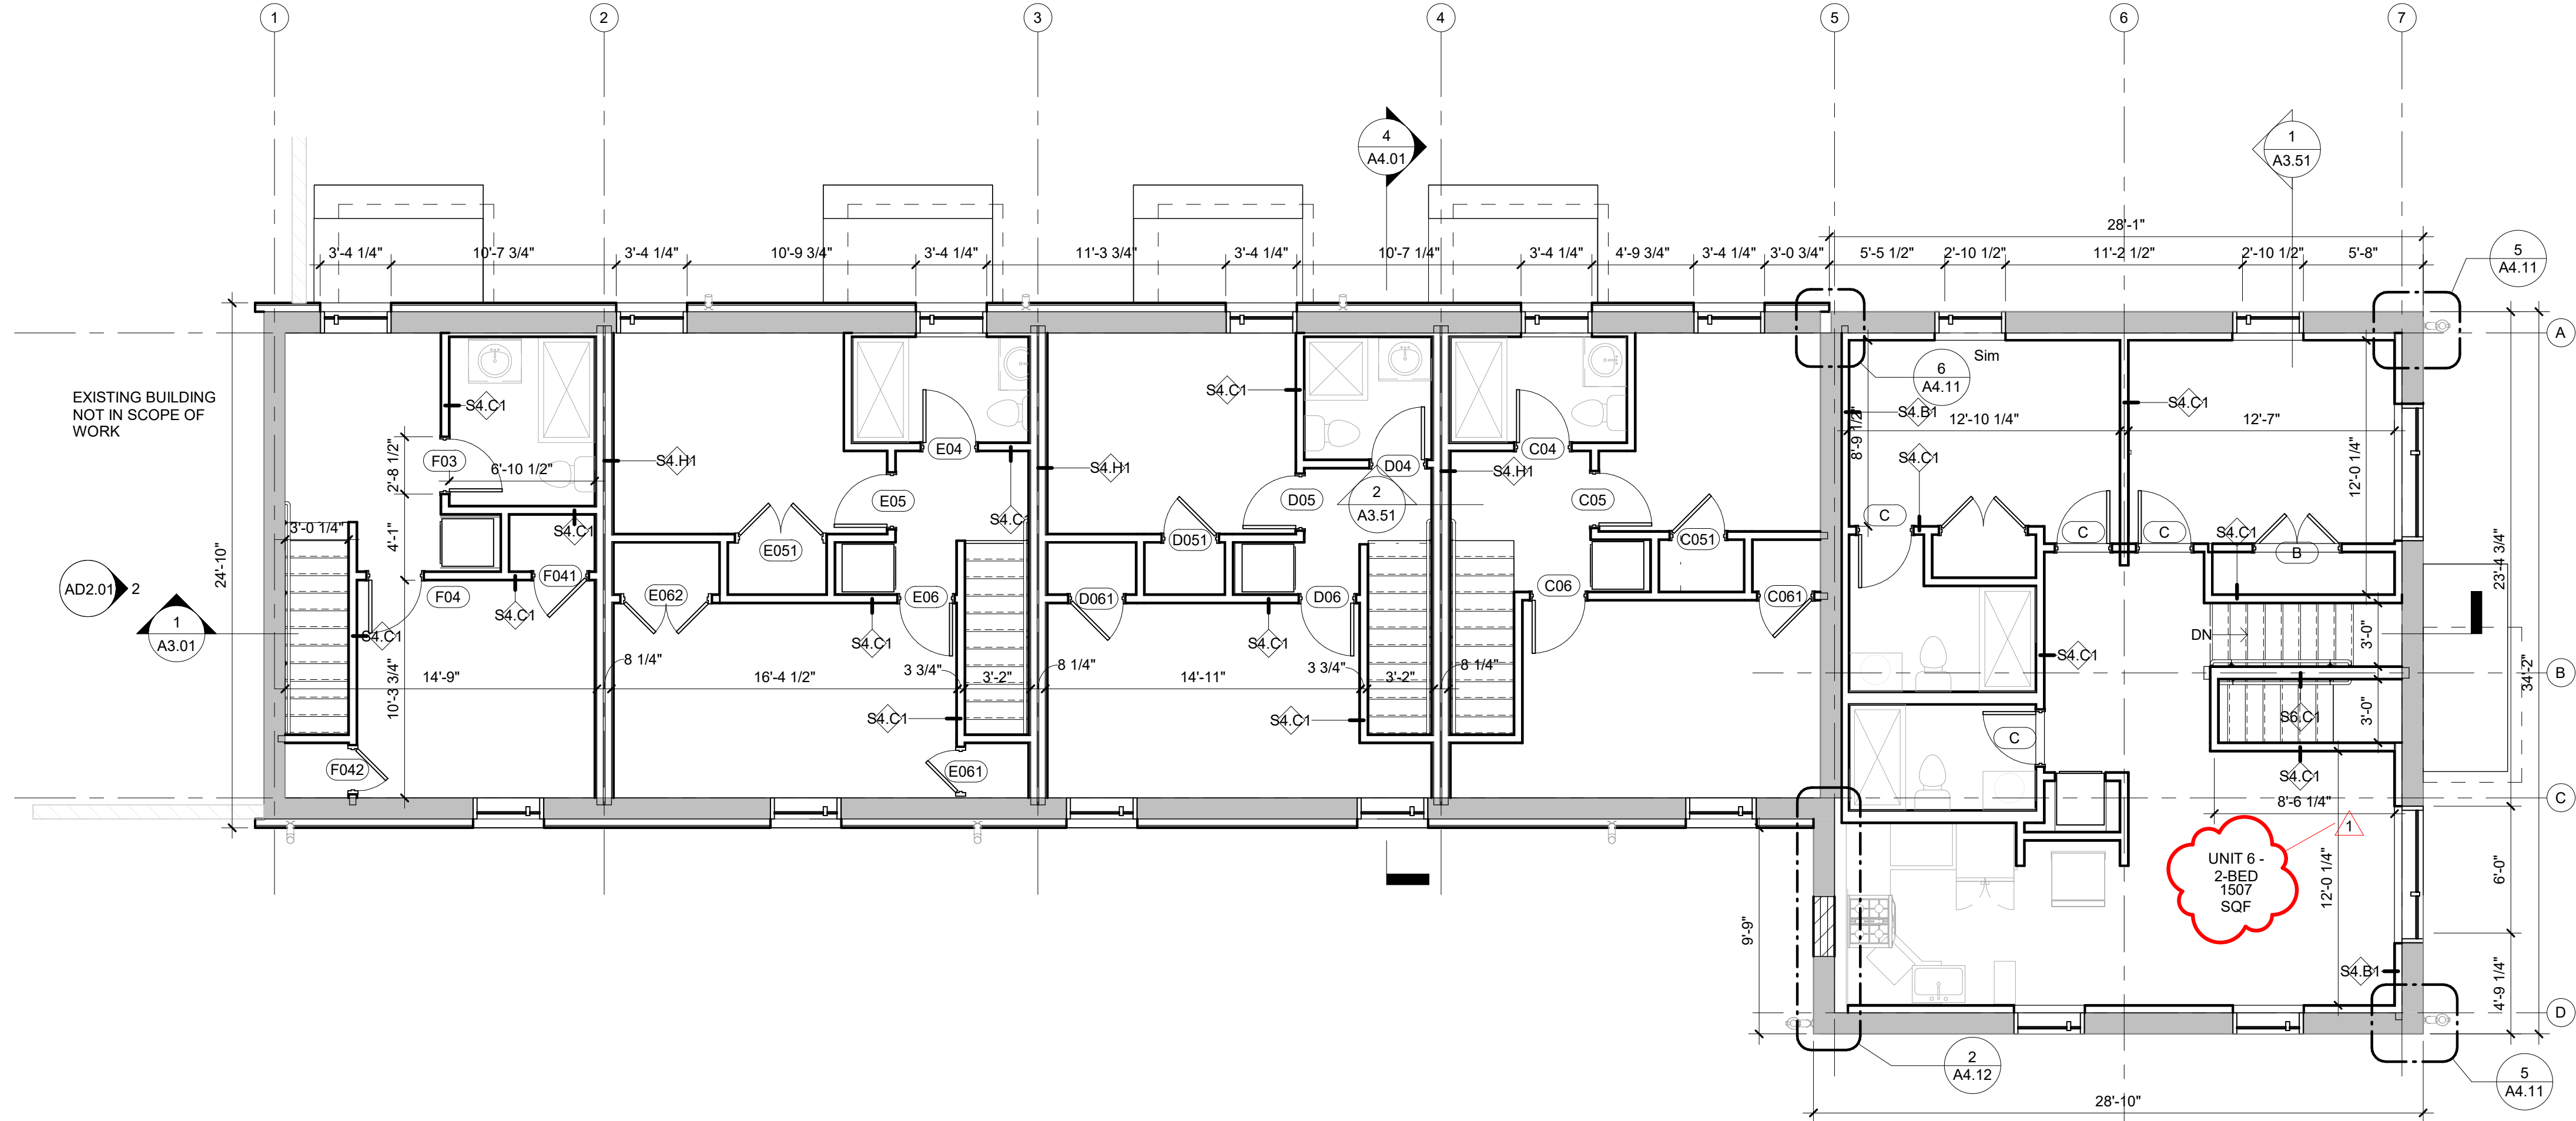 1
2
3
4
5
6
7
4
A4.01
1
A3.51
28'-1"
3'-4 1/4"
10'-7 3/4"
3'-4 1/4"
10'-9 3/4"
3'-4 1/4"
11'-3 3/4"
3'-4 1/4"
10'-7 1/4"
3'-4 1/4"
4'-9 3/4"
3'-4 1/4"
3'-0 3/4"
5'-5 1/2"
2'-10 1/2"
11'-2 1/2"
2'-10 1/2"
5'-8"
5
A4.11
A
Sim
6
A4.11
EXISTING BUILDING
NOT IN SCOPE OF
WORK
S4.C1
S4.C1
S4.B1
S4.C1
12'-10 1/4"
12'-7"
8'-9 1/2"
12'-0 1/4"
F03
6'-10 1/2"
2'-8 1/2"
S4.H1
E04
S4.H1
D04
S4.H1
C04
S4.C1
2
A3.51
E05
D05
C05
S4.C1
S4.C1
3'-0 1/4"
4'-1"
24'-10"
E051
D051
C051
C
C
C
S4.C1
B
23'-4 3/4"
AD2.01
2
F04
S4.C1
F041
E062
E06
D061
D06
C06
C061
1
A3.01
S4.C1
S4.C1
S4.C1
S4.C1
DN
3'-0"
8 1/4"
3 3/4"
8 1/4"
3 3/4"
8 1/4"
14'-9"
16'-4 1/2"
3'-2"
14'-11"
3'-2"
10'-3 3/4"
B
34'-2"
S4.C1
S4.C1
S6.C1
3'-0"
C
F042
E061
S4.C1
8'-6 1/4"
C
1
UNIT 6 -
2-BED
1507
SQF
12'-0 1/4"
6'-0"
9'-9"
S4.B1
4'-9 1/4"
D
2
A4.12
5
A4.11
28'-10"